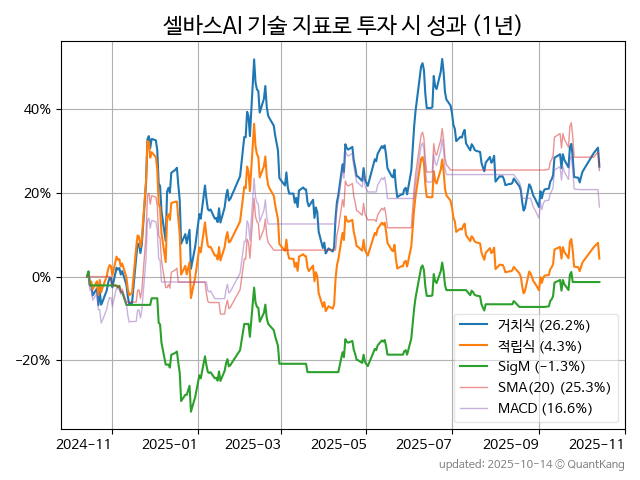 셀바스AI 기술 지표로 투자 시 성과 (1년)
40%
20%
0%
−20%
거치식 (26.2%)
적립식 (4.3%)
SigM (−1.3%)
SMA(20) (25.3%)
MACD (16.6%)
2024-11
2025-01
2025-03
2025-05
2025-07
2025-09
2025-11
updated: 2025-10-14 © QuantKang